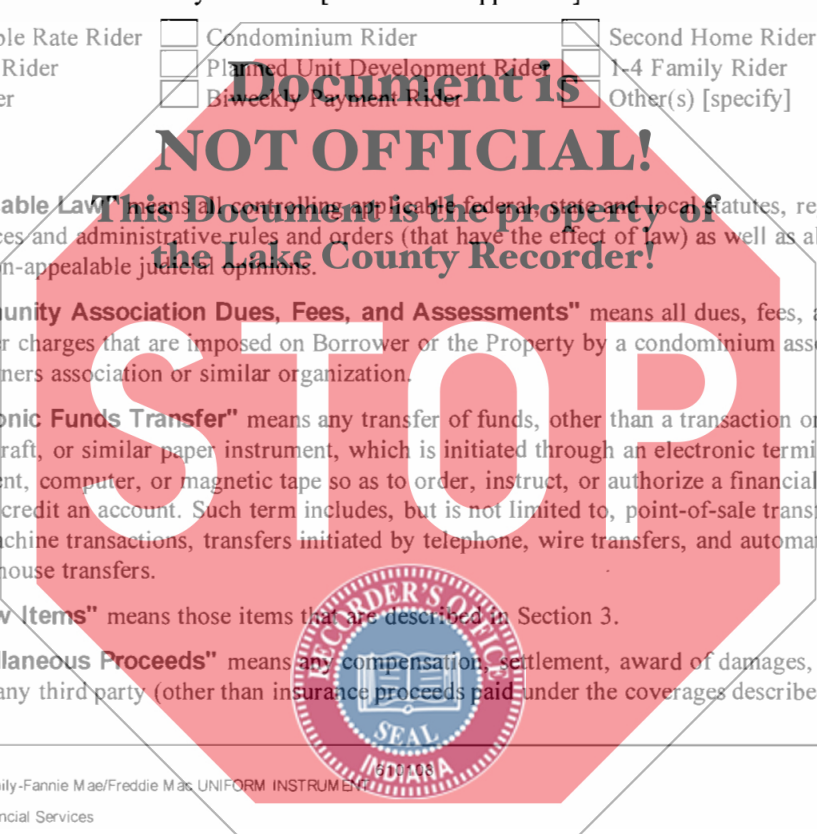 ble Rate Rider Condominium Rider Second Home Rider
Rider Planned Unit Development Rider 1-4 Family Rider
er Biweekly Payment Rider Other(s) [specify]
Document is
NOT OFFICIAL!
This Document is the property of
the Lake County Recorder!
able Law" means all controlling applicable federal, state and local statutes, re
ces and administrative rules and orders (that have the effect of law) as well as al
n-appealable judicial opinions.
unity Association Dues, Fees, and Assessments" means all dues, fees, a
r charges that are imposed on Borrower or the Property by a condominium asso
ners association or similar organization.
STOP
onic Funds Transfer" means any transfer of funds, other than a transaction or
raft, or similar paper instrument, which is initiated through an electronic termi
ent, computer, or magnetic tape so as to order, instruct, or authorize a financial
credit an account. Such term includes, but is not limited to, point-of-sale transf
achine transactions, transfers initiated by telephone, wire transfers, and automat
house transfers.
w Items" means those items that are described in Section 3.
llaneous Proceeds" means any compensation, settlement, award of damages,
any third party (other than insurance proceeds paid under the coverages describe
RECORDER'S OFFICE
SEAL
INDIANA
ily-Fannie Mae/Freddie Mac UNIFORM INSTRUMENT
ncial Services